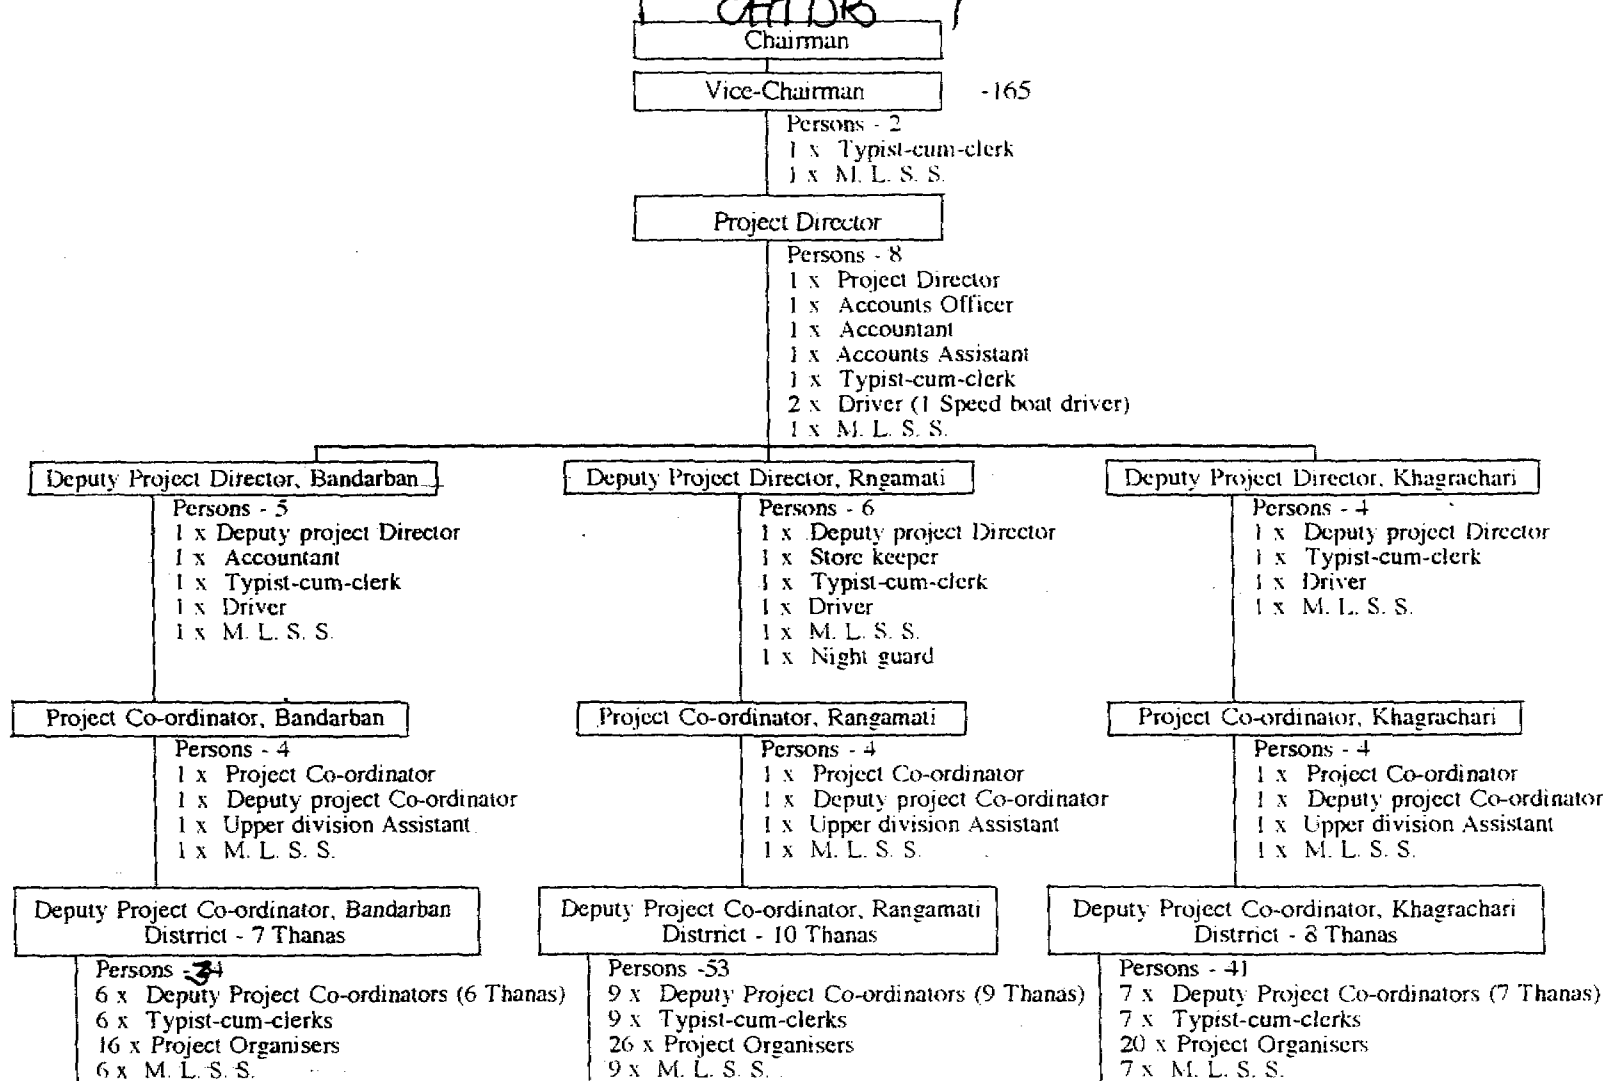 CHTDB
Chairman
Vice-Chairman -165
Persons - 2
1 x Typist-cum-clerk
1 x M. L. S. S.
Project Director
Persons - 8
1 x Project Director
1 x Accounts Officer
1 x Accountant
1 x Accounts Assistant
1 x Typist-cum-clerk
2 x Driver (1 Speed boat driver)
1 x M. L. S. S.
Deputy Project Director, Bandarban
Persons - 5
1 x Deputy project Director
1 x Accountant
1 x Typist-cum-clerk
1 x Driver
1 x M. L. S. S.
Deputy Project Director, Rngamati
Persons - 6
1 x Deputy project Director
1 x Store keeper
1 x Typist-cum-clerk
1 x Driver
1 x M. L. S. S.
1 x Night guard
Deputy Project Director, Khagrachari
Persons - 4
1 x Deputy project Director
1 x Typist-cum-clerk
1 x Driver
1 x M. L. S. S.
Project Co-ordinator, Bandarban
Persons - 4
1 x Project Co-ordinator
1 x Deputy project Co-ordinator
1 x Upper division Assistant
1 x M. L. S. S.
Project Co-ordinator, Rangamati
Persons - 4
1 x Project Co-ordinator
1 x Deputy project Co-ordinator
1 x Upper division Assistant
1 x M. L. S. S.
Project Co-ordinator, Khagrachari
Persons - 4
1 x Project Co-ordinator
1 x Deputy project Co-ordinator
1 x Upper division Assistant
1 x M. L. S. S.
Deputy Project Co-ordinator, Bandarban
Distrrict - 7 Thanas
Persons -34
6 x Deputy Project Co-ordinators (6 Thanas)
6 x Typist-cum-clerks
16 x Project Organisers
6 x M. L. S. S.
Deputy Project Co-ordinator, Rangamati
Distrrict - 10 Thanas
Persons -53
9 x Deputy Project Co-ordinators (9 Thanas)
9 x Typist-cum-clerks
26 x Project Organisers
9 x M. L. S. S.
Deputy Project Co-ordinator, Khagrachari
Distrrict - 8 Thanas
Persons - 41
7 x Deputy Project Co-ordinators (7 Thanas)
7 x Typist-cum-clerks
20 x Project Organisers
7 x M. L. S. S.